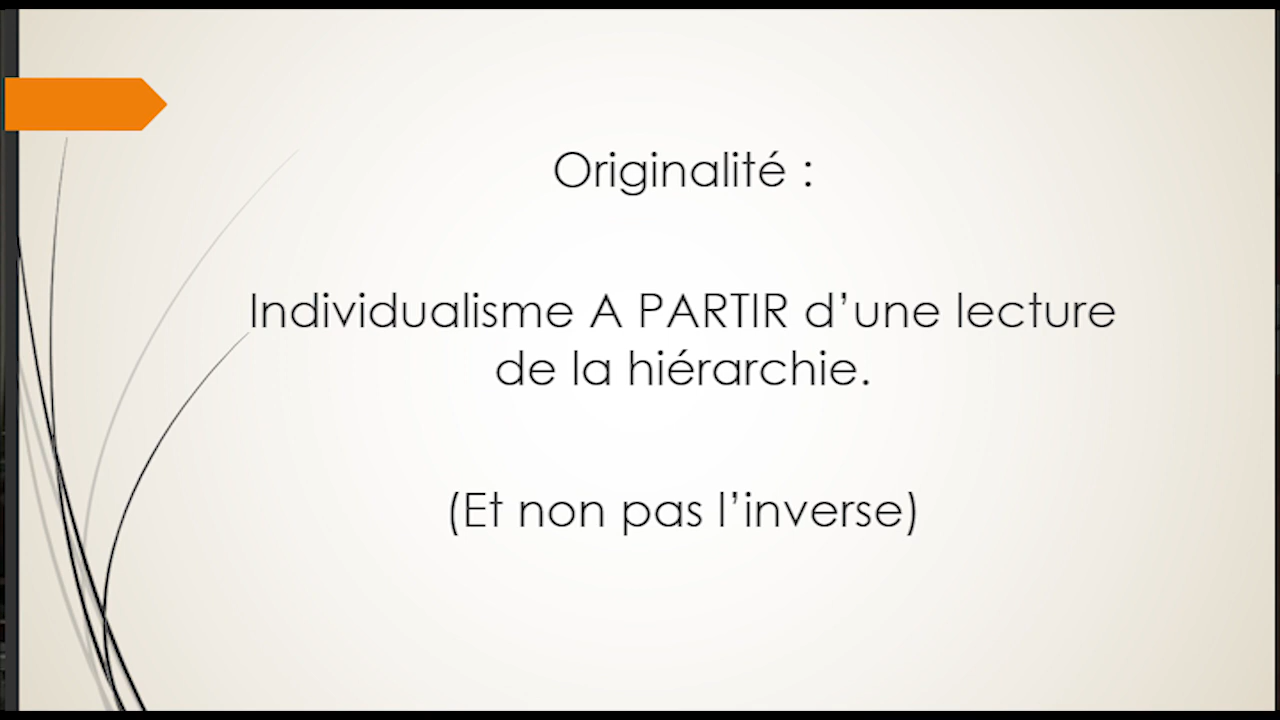 Originalité :
Individualisme A PARTIR d’une lecture
de la hiérarchie.
(Et non pas l’inverse)